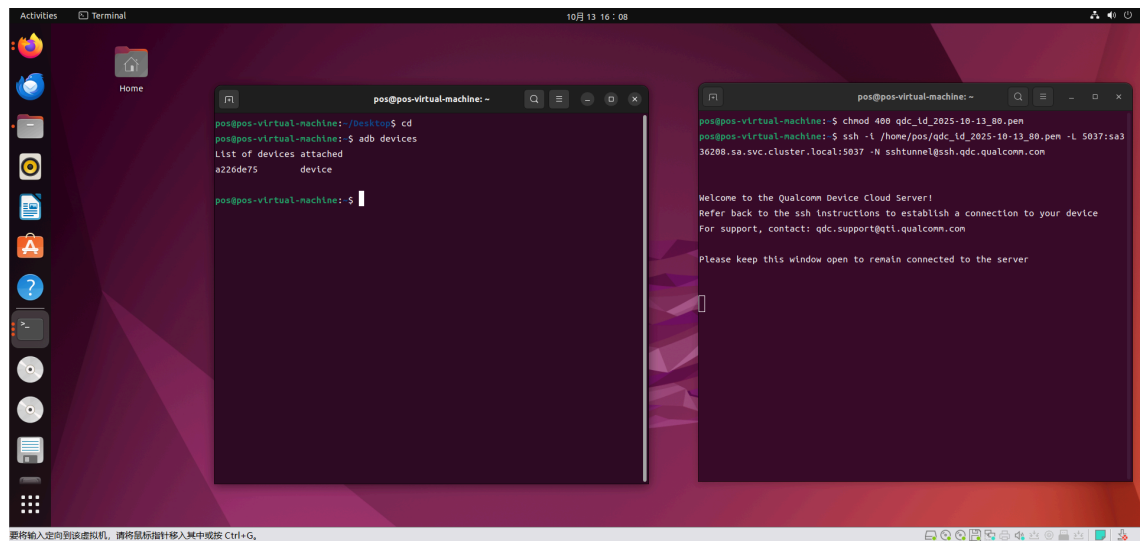 Activities
Terminal
10月 13 16：08
Home
pos@pos-virtual-machine: ~
pos@pos-virtual-machine:~/Desktop$ cd
pos@pos-virtual-machine:~$ adb devices
List of devices attached
a226de75 device
pos@pos-virtual-machine:~$
pos@pos-virtual-machine: ~
pos@pos-virtual-machine:~$ chmod 400 qdc_id_2025-10-13_80.pem
pos@pos-virtual-machine:~$ ssh -i /home/pos/qdc_id_2025-10-13_80.pem -L 5037:sa3
36208.sa.svc.cluster.local:5037 -N sshtunnel@ssh.qdc.qualcomm.com
Welcome to the Qualcomm Device Cloud Server!
Refer back to the ssh instructions to establish a connection to your device
For support, contact: qdc.support@qti.qualcomm.com
Please keep this window open to remain connected to the server
要将输入定向到该虚拟机，请将鼠标指针移入其中或按 Ctrl+G。